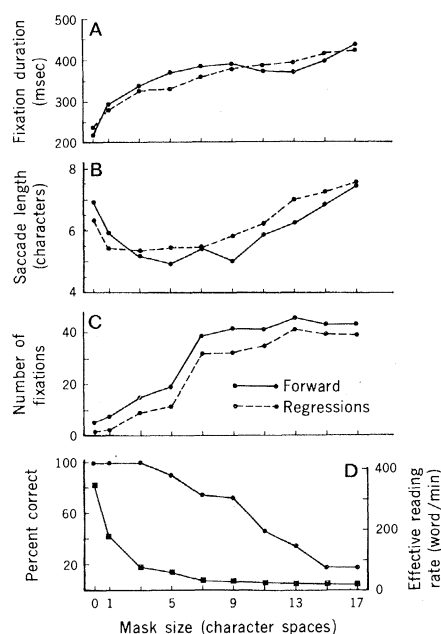 A
500
400
300
200
Fixation duration
(msec)
B
8
6
4
Saccade length
(characters)
C
40
20
0
Number of
fixations
Forward
Regressions
D
100
60
20
Percent correct
400
200
0
Effective reading
rate (word/min)
0 1 5 9 13 17
Mask size (character spaces)